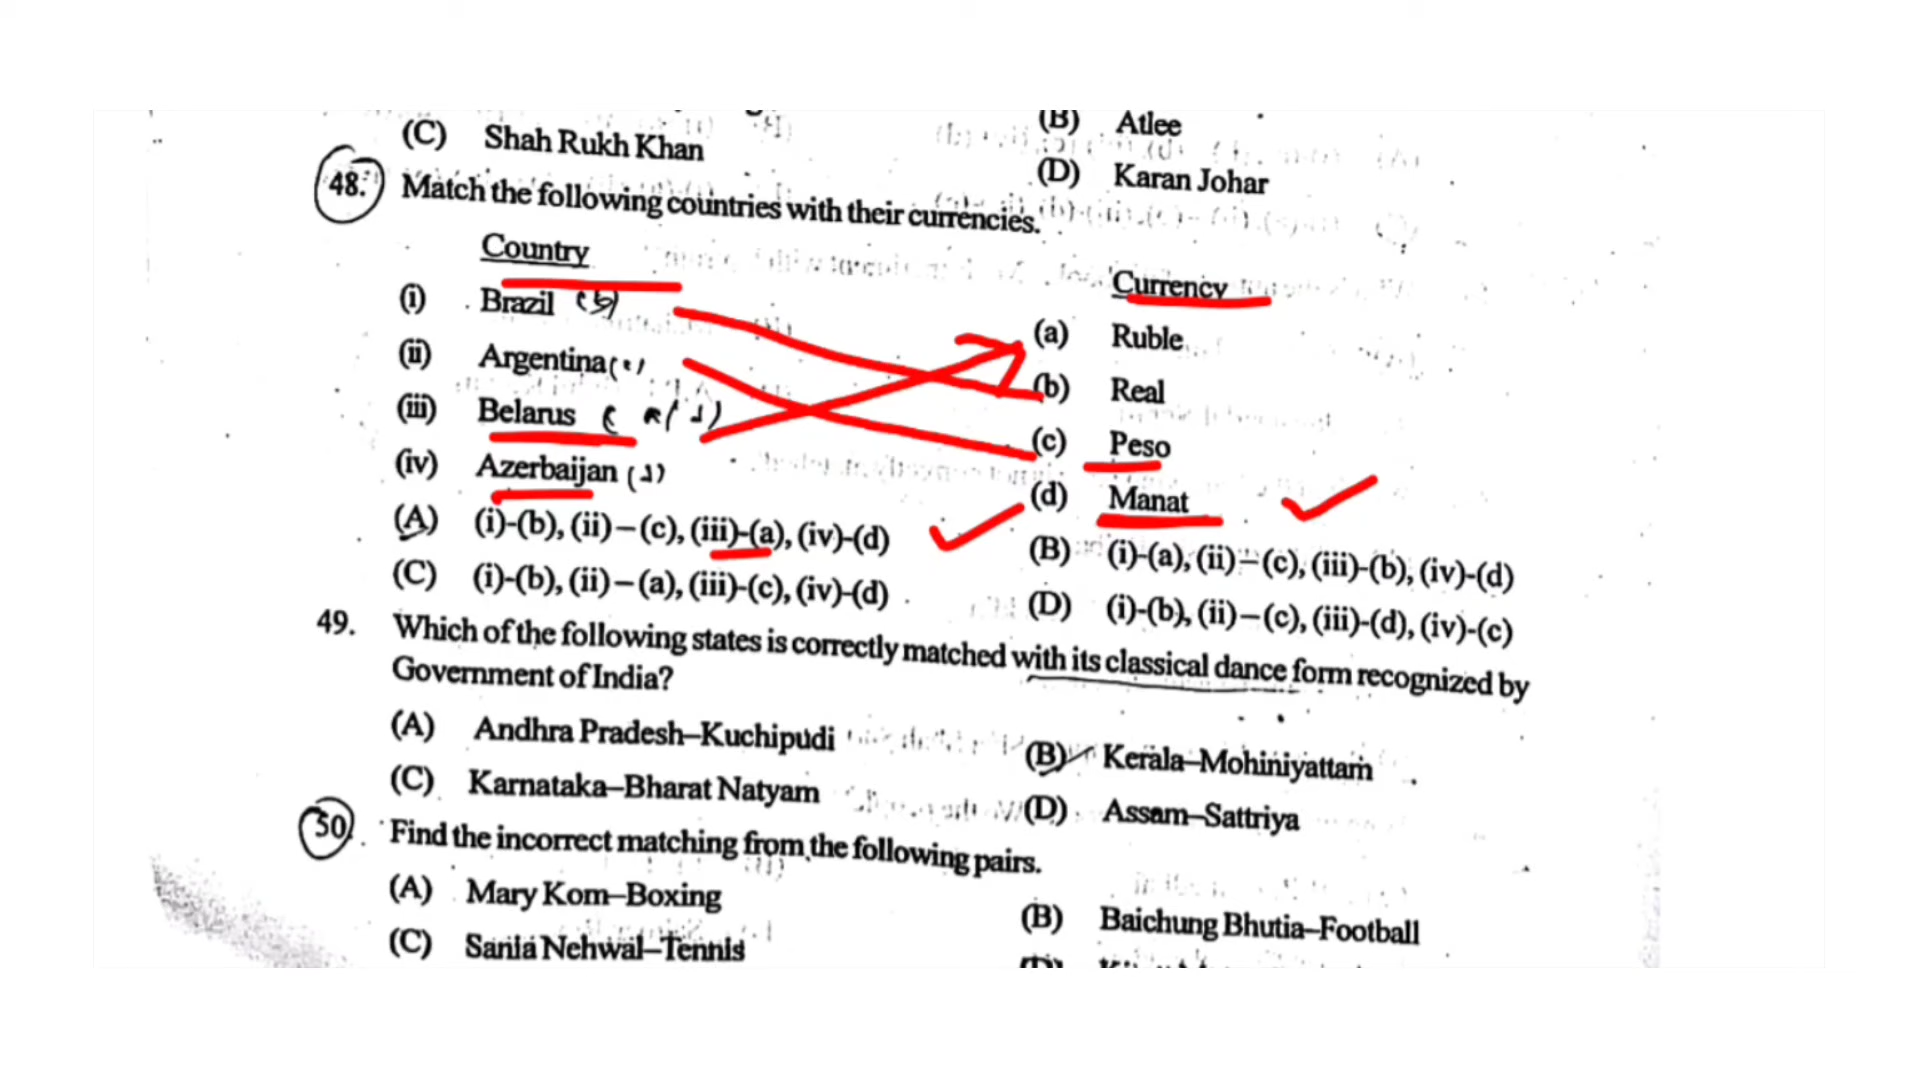 (C) Shah Rukh Khan
(B) Atlee
(D) Karan Johar
48. Match the following countries with their currencies.
Country
Currency
(i) Brazil (b)
(a) Ruble
(ii) Argentina
(b) Real
(iii) Belarus
(c) Peso
(iv) Azerbaijan
(d) Manat
(A) (i)-(b), (ii)–(c), (iii)-(a), (iv)-(d)
(B) (i)-(a), (ii)–(c), (iii)-(b), (iv)-(d)
(C) (i)-(b), (ii)–(a), (iii)-(c), (iv)-(d)
(D) (i)-(b), (ii)–(c), (iii)-(d), (iv)-(c)
49. Which of the following states is correctly matched with its classical dance form recognized by
Government of India?
(A) Andhra Pradesh–Kuchipudi
(B) Kerala–Mohiniyattam
(C) Karnataka–Bharat Natyam
(D) Assam–Sattriya
50. Find the incorrect matching from the following pairs.
(A) Mary Kom–Boxing
(B) Baichung Bhutia–Football
(C) Sania Nehwal–Tennis